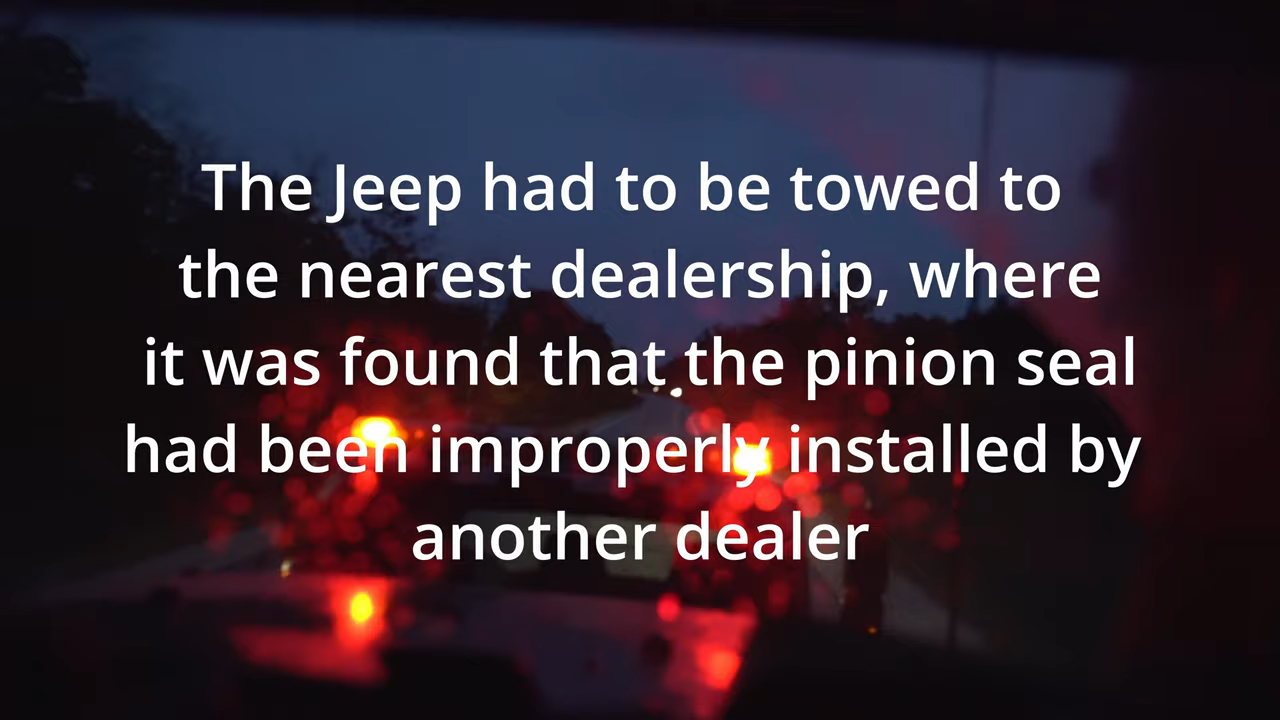 The Jeep had to be towed to
the nearest dealership, where
it was found that the pinion seal
had been improperly installed by
another dealer